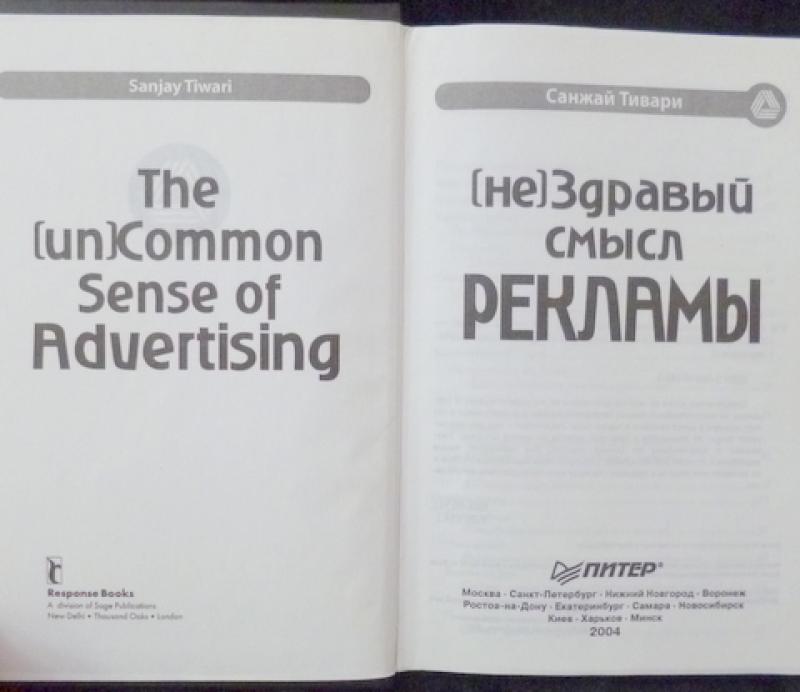 Sanjay Tiwari
The
(un)Common
Sense of
Advertising
Response Books
A division of Sage Publications
New Delhi • Thousand Oaks • London
Санжай Тивари
(не)Здравый
смысл
РЕКЛАМЫ
ПИТЕР®
Москва · Санкт-Петербург · Нижний Новгород · Воронеж
Ростов-на-Дону · Екатеринбург · Самара · Новосибирск
Киев · Харьков · Минск
2004